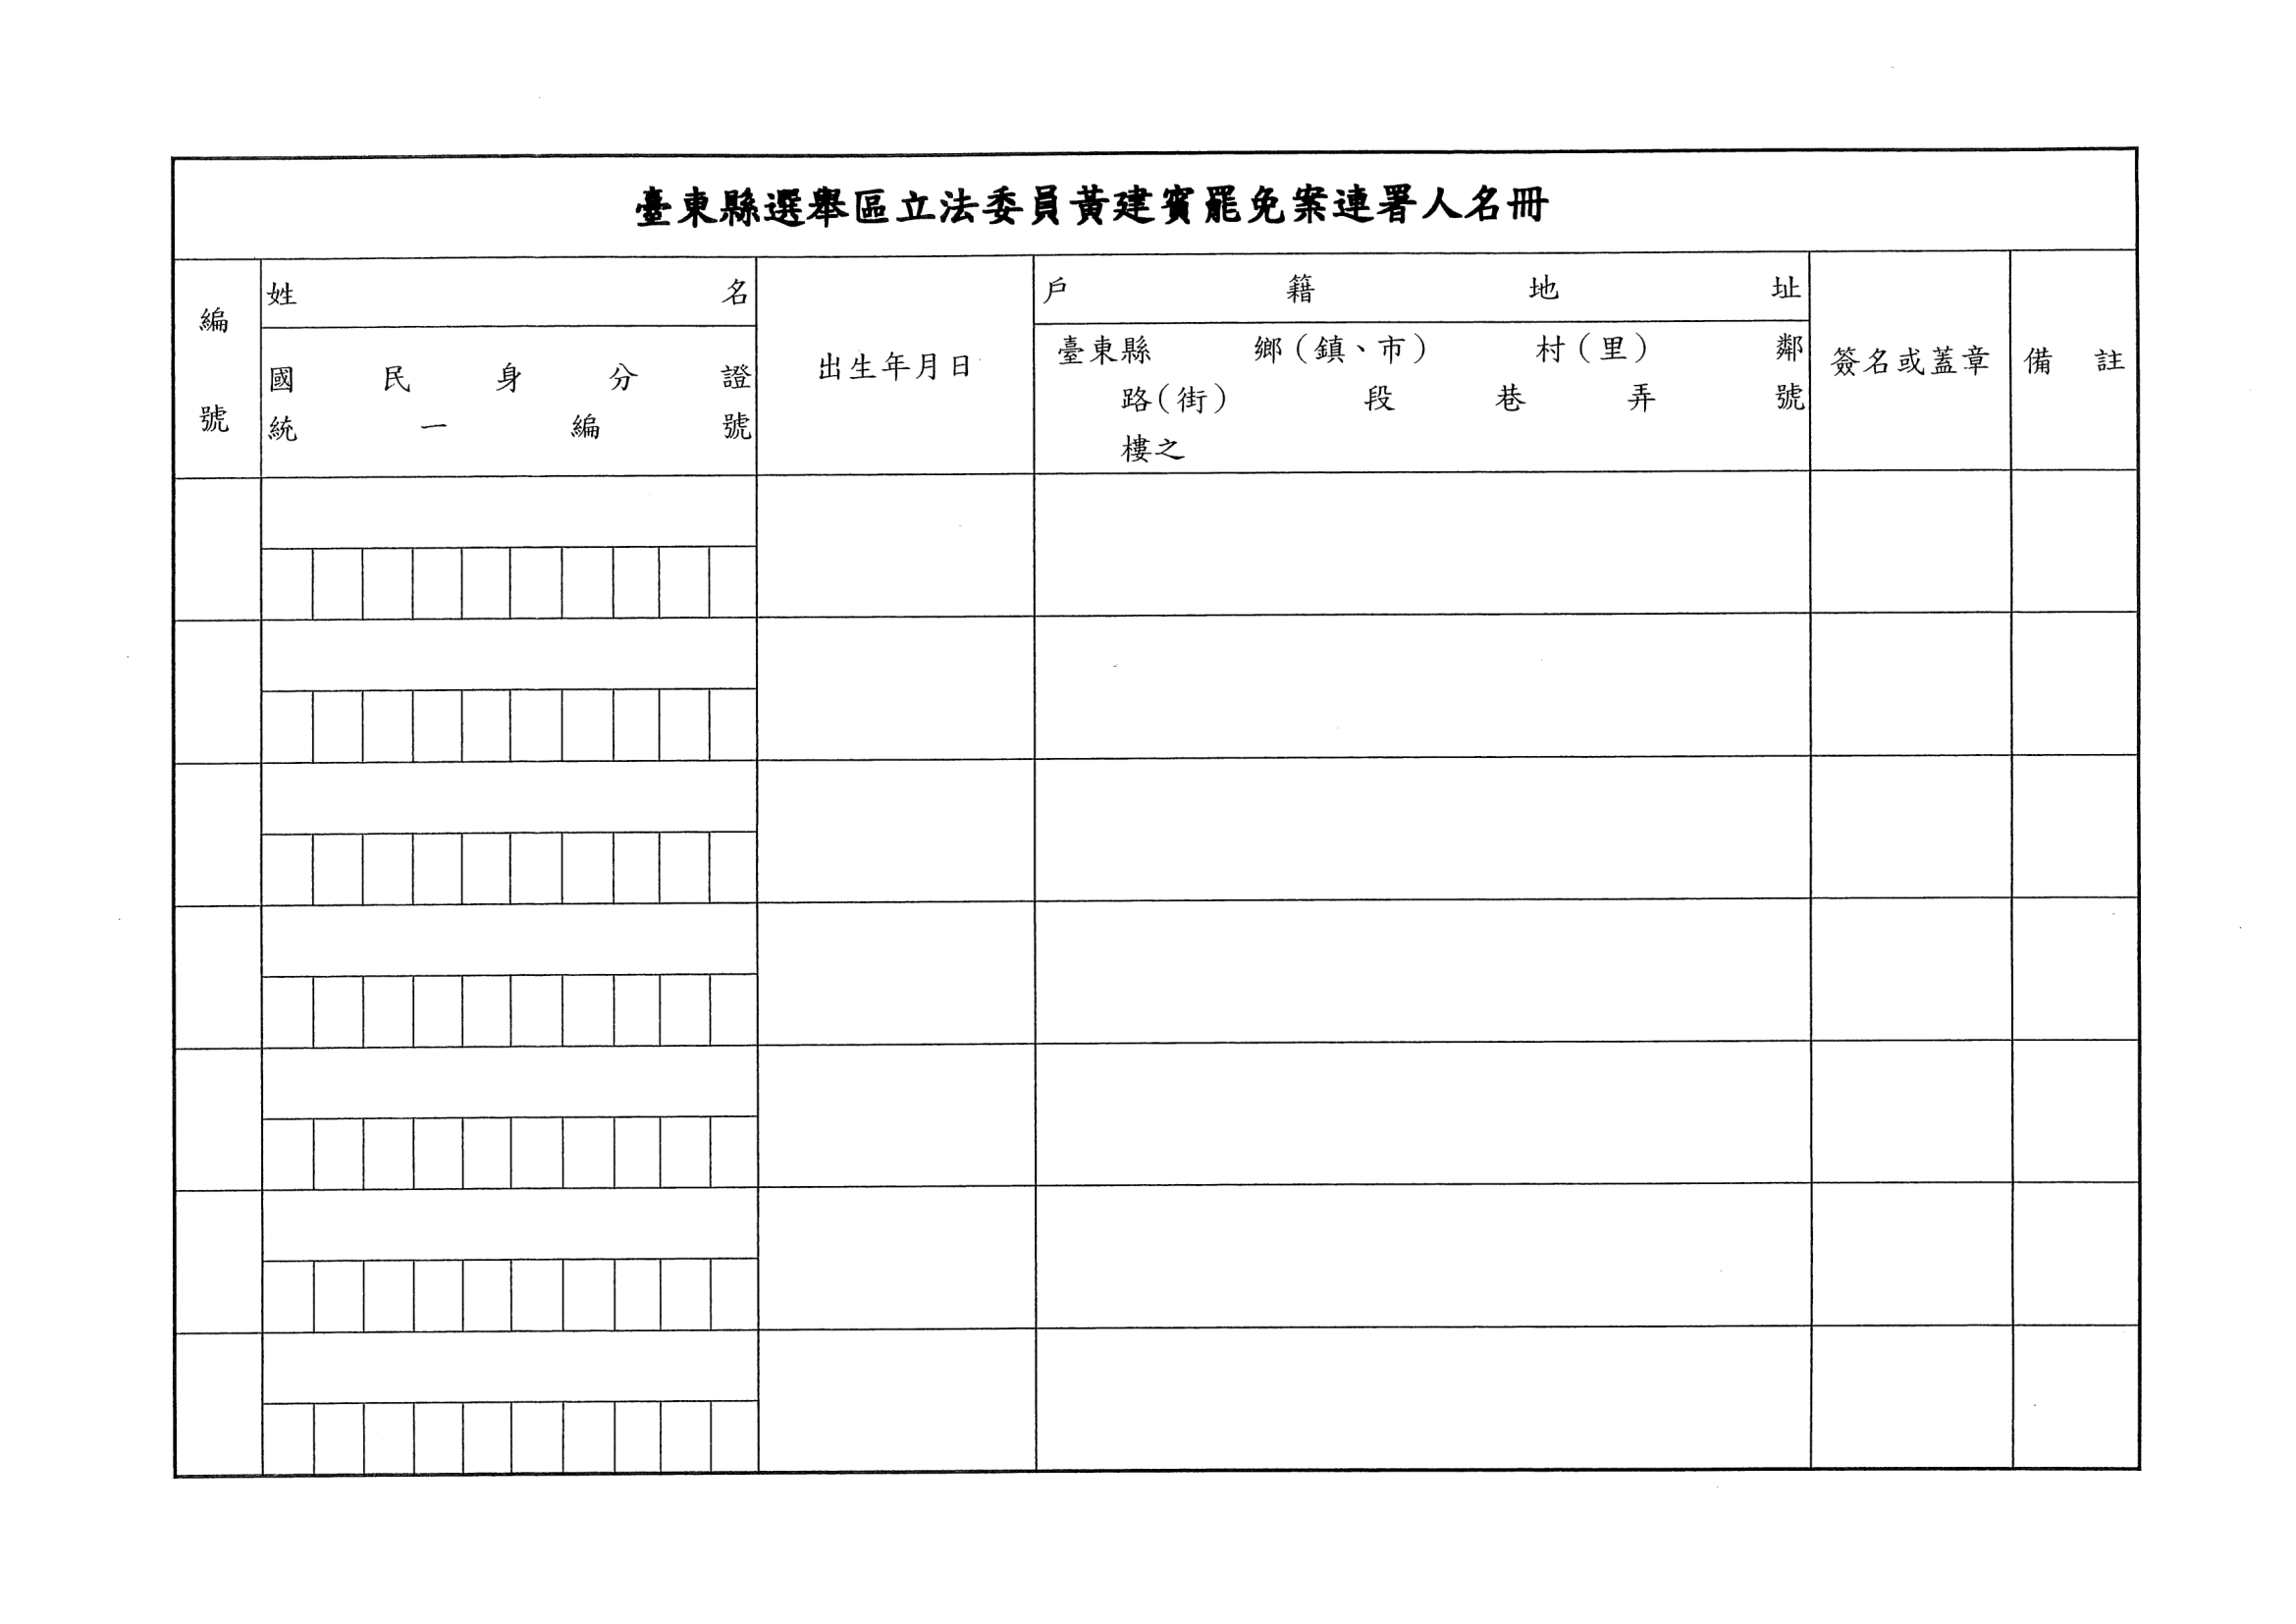 臺東縣選舉區立法委員黃建賓罷免案連署人名冊
編號
姓名
國民身分證
統一編號
出生年月日
戶籍地址
臺東縣 鄉(鎮、市) 村(里) 鄰
路(街) 段 巷 弄 號
樓之
簽名或蓋章
備註